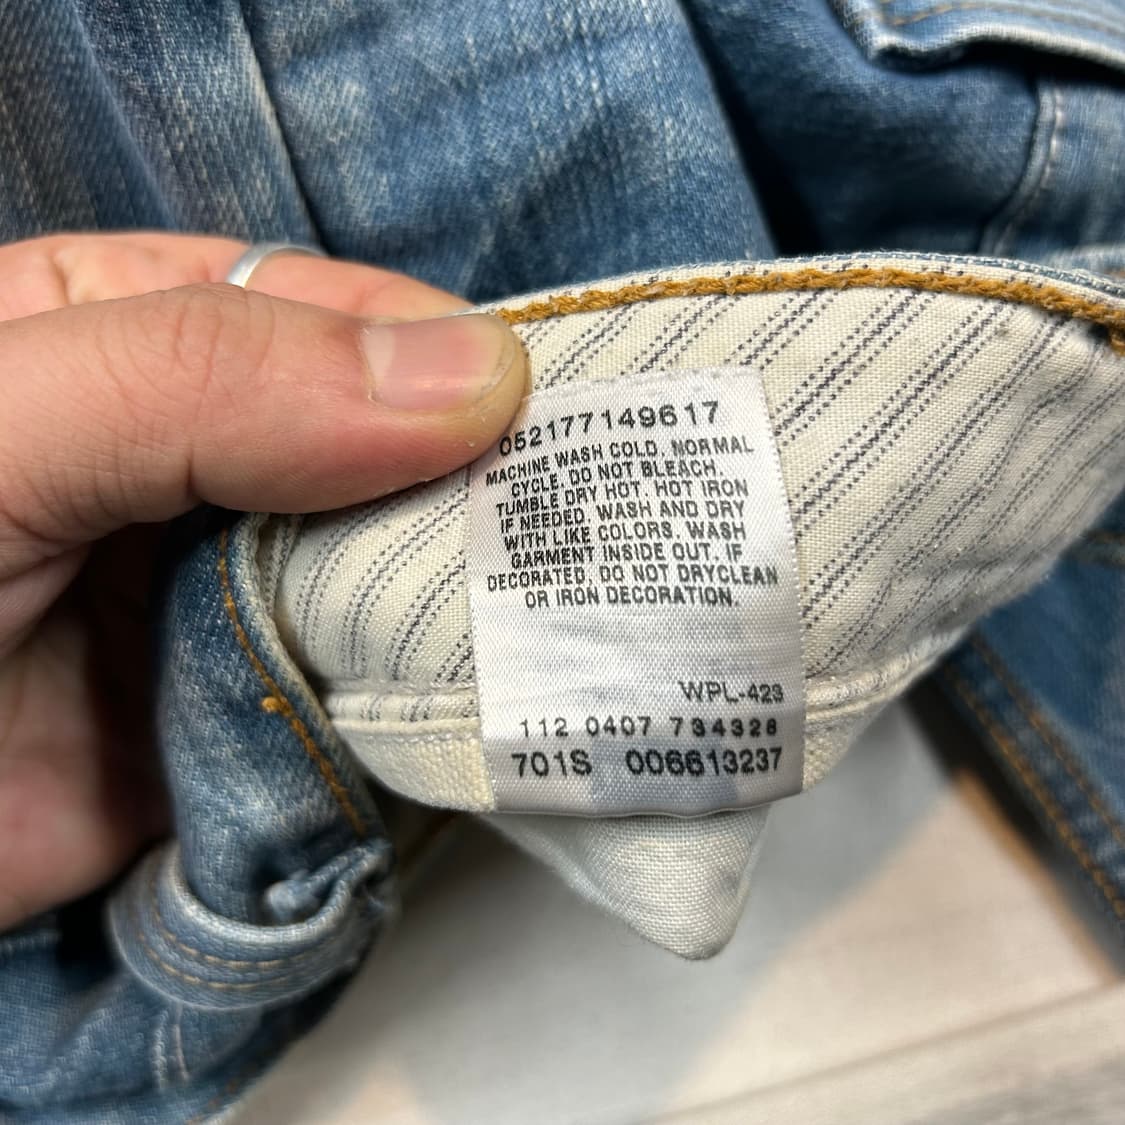 052177149617
MACHINE WASH COLD. NORMAL
CYCLE. DO NOT BLEACH.
TUMBLE DRY HOT. HOT IRON
IF NEEDED. WASH AND DRY
WITH LIKE COLORS. WASH
GARMENT INSIDE OUT. IF
DECORATED, DO NOT DRYCLEAN
OR IRON DECORATION.
WPL-423
112 0407 734328
701S 006613237